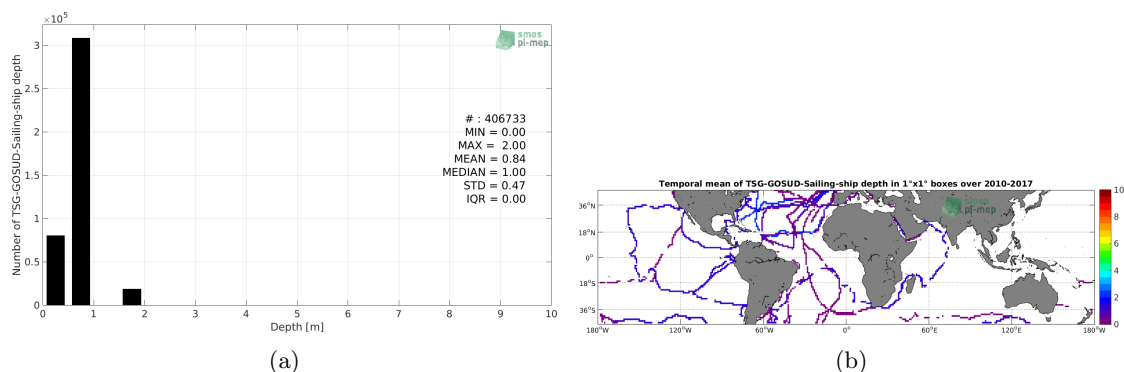 ×10⁵
smos
pi-mep
3
2.5
2
1.5
1
0.5
0
Number of TSG-GOSUD-Sailing-ship depth
# : 406733
MIN = 0.00
MAX = 2.00
MEAN = 0.84
MEDIAN = 1.00
STD = 0.47
IQR = 0.00
0 1 2 3 4 5 6 7 8 9 10
Depth [m]
(a)
Temporal mean of TSG-GOSUD-Sailing-ship depth in 1°x1° boxes over 2010-2017
smos
pi-mep
36°N
18°N
0°
18°S
36°S
180°W 120°W 60°W 0° 60°E 120°E 180°W
10
8
6
4
2
0
(b)